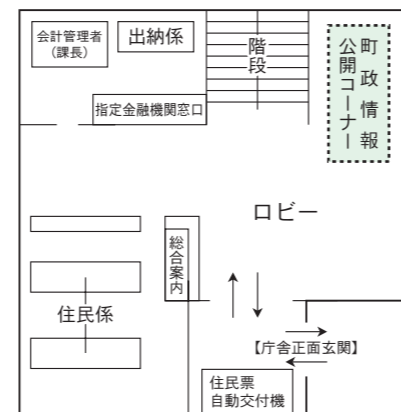 会計管理者
(課長)
出納係
階段
町政情報
公開コーナー
指定金融機関窓口
ロビー
総合案内
住民係
【庁舎正面玄関】
住民票
自動交付機